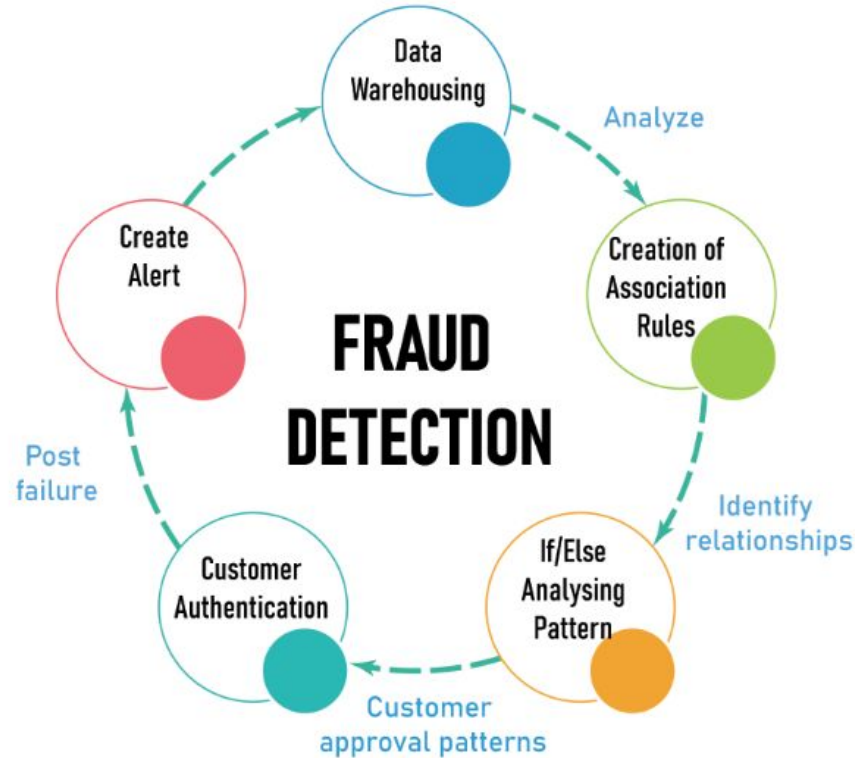 Data
Warehousing
Analyze
Creation of
Association
Rules
Identify
relationships
If/Else
Analysing
Pattern
Customer
approval patterns
Customer
Authentication
Post
failure
Create
Alert
FRAUD
DETECTION